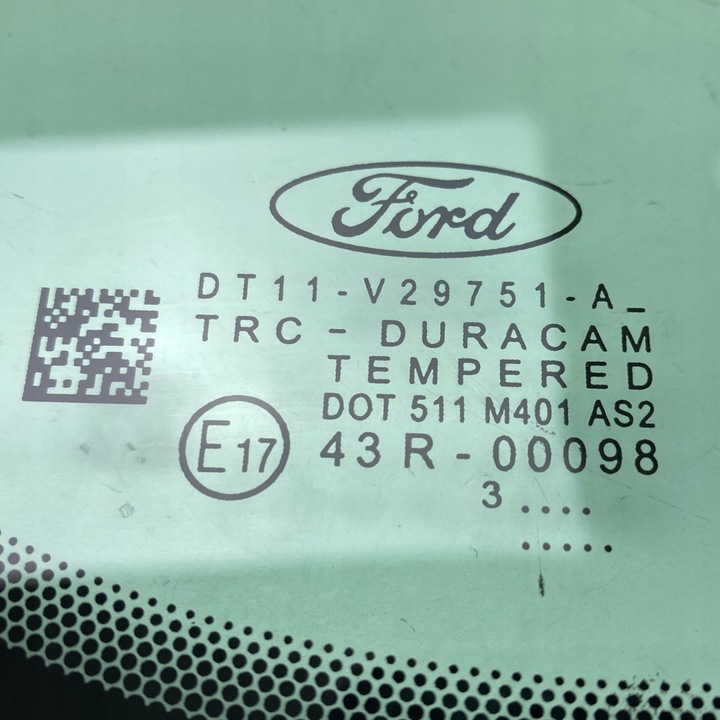 Ford
DT11-V29751-A_
TRC - DURACAM
TEMPERED
DOT 511 M401 AS2
E17 43R-00098
3 ....
.....